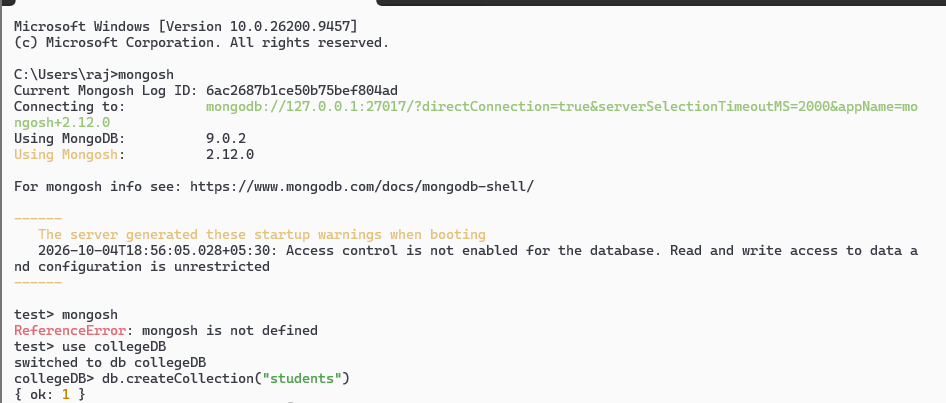 Microsoft Windows [Version 10.0.26200.9457]
(c) Microsoft Corporation. All rights reserved.
C:\Users\raj>mongosh
Current Mongosh Log ID: 6ac2687b1ce50b75bef804ad
Connecting to: mongodb://127.0.0.1:27017/?directConnection=true&serverSelectionTimeoutMS=2000&appName=mo
ngosh+2.12.0
Using MongoDB: 9.0.2
Using Mongosh: 2.12.0
For mongosh info see: https://www.mongodb.com/docs/mongodb-shell/
------
The server generated these startup warnings when booting
2026-10-04T18:56:05.028+05:30: Access control is not enabled for the database. Read and write access to data a
nd configuration is unrestricted
------
test> mongosh
ReferenceError: mongosh is not defined
test> use collegeDB
switched to db collegeDB
collegeDB> db.createCollection("students")
{ ok: 1 }